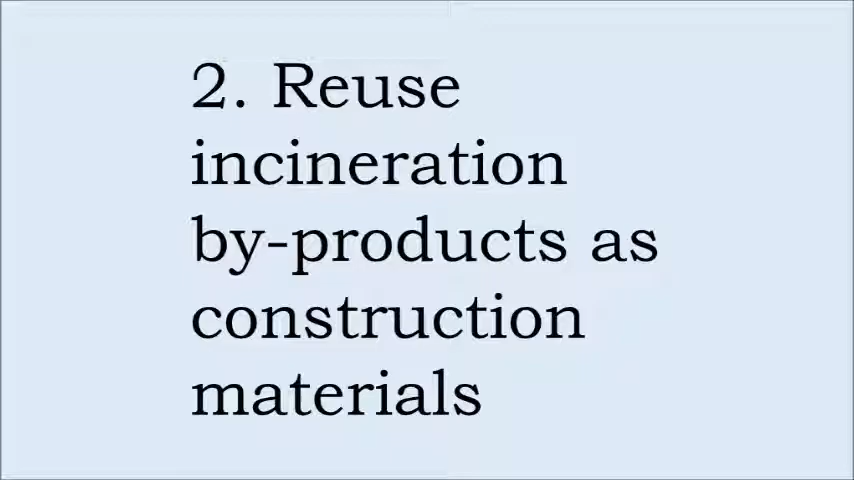 2. Reuse
incineration
by-products as
construction
materials